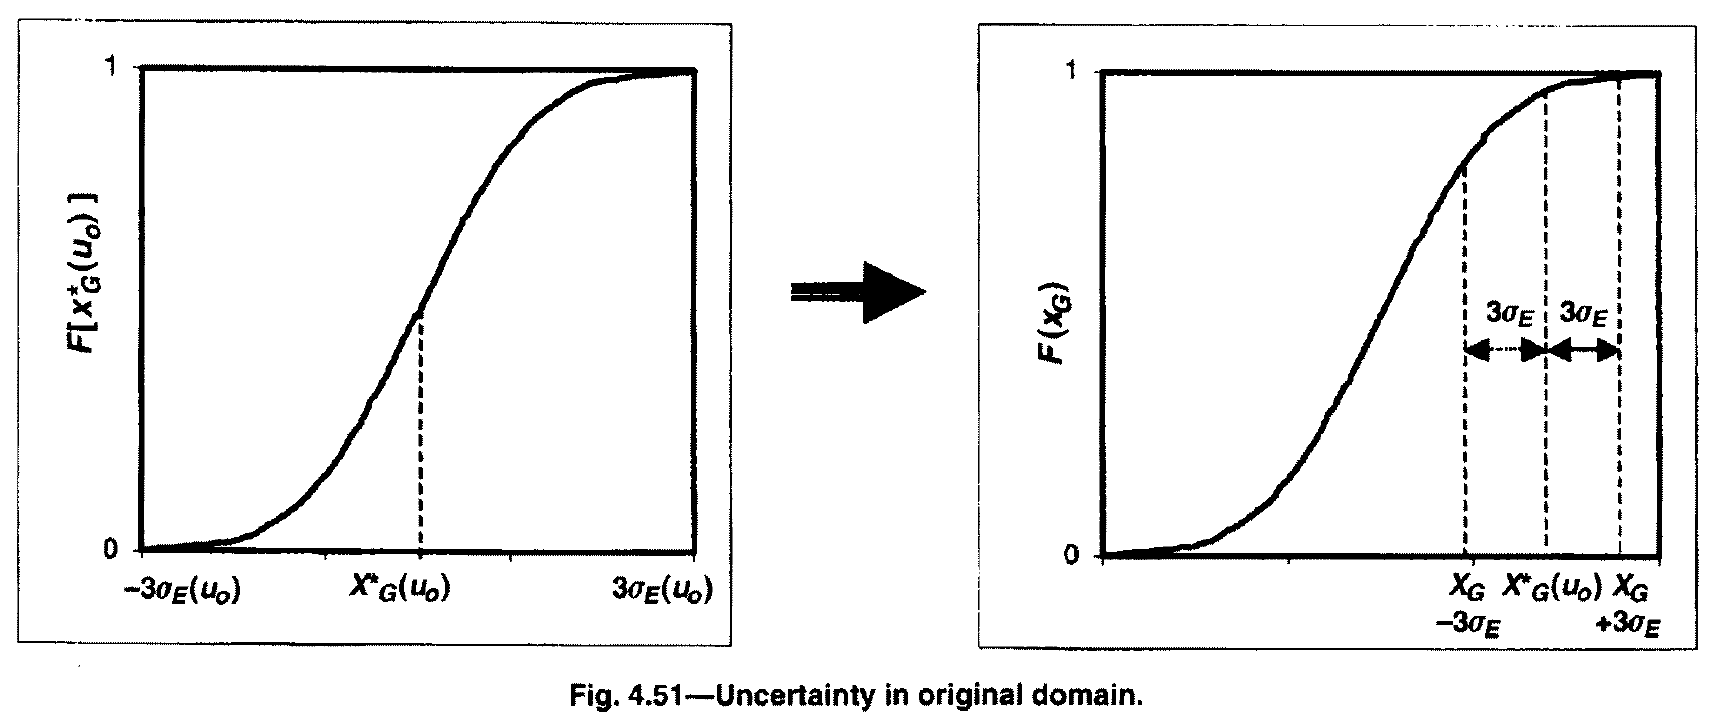 1
F[x*G(uo)]
0
–3σE(uo)
X*G(uo)
3σE(uo)
1
F(xG)
3σE 3σE
0
XG X*G(uo) XG
–3σE +3σE
Fig. 4.51—Uncertainty in original domain.